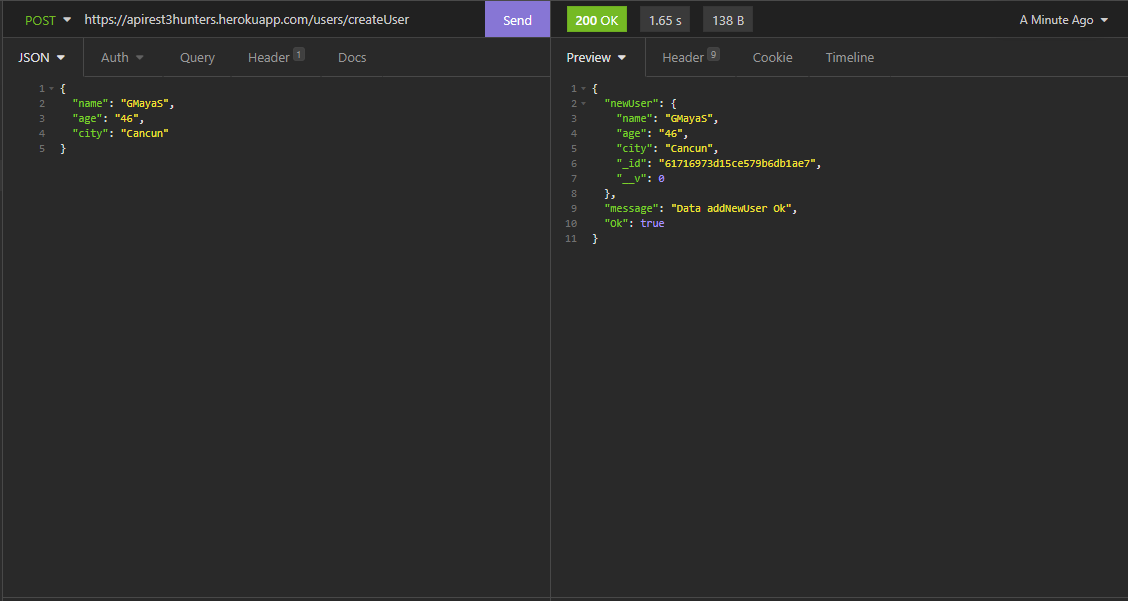 POST https://apirest3hunters.herokuapp.com/users/createUser Send
JSON Auth Query Header 1 Docs
1 {
2 "name": "GMayaS",
3 "age": "46",
4 "city": "Cancun"
5 }
200 OK 1.65 s 138 B A Minute Ago
Preview Header 9 Cookie Timeline
1 {
2 "newUser": {
3 "name": "GMayaS",
4 "age": "46",
5 "city": "Cancun",
6 "_id": "61716973d15ce579b6db1ae7",
7 "__v": 0
8 },
9 "message": "Data addNewUser Ok",
10 "Ok": true
11 }